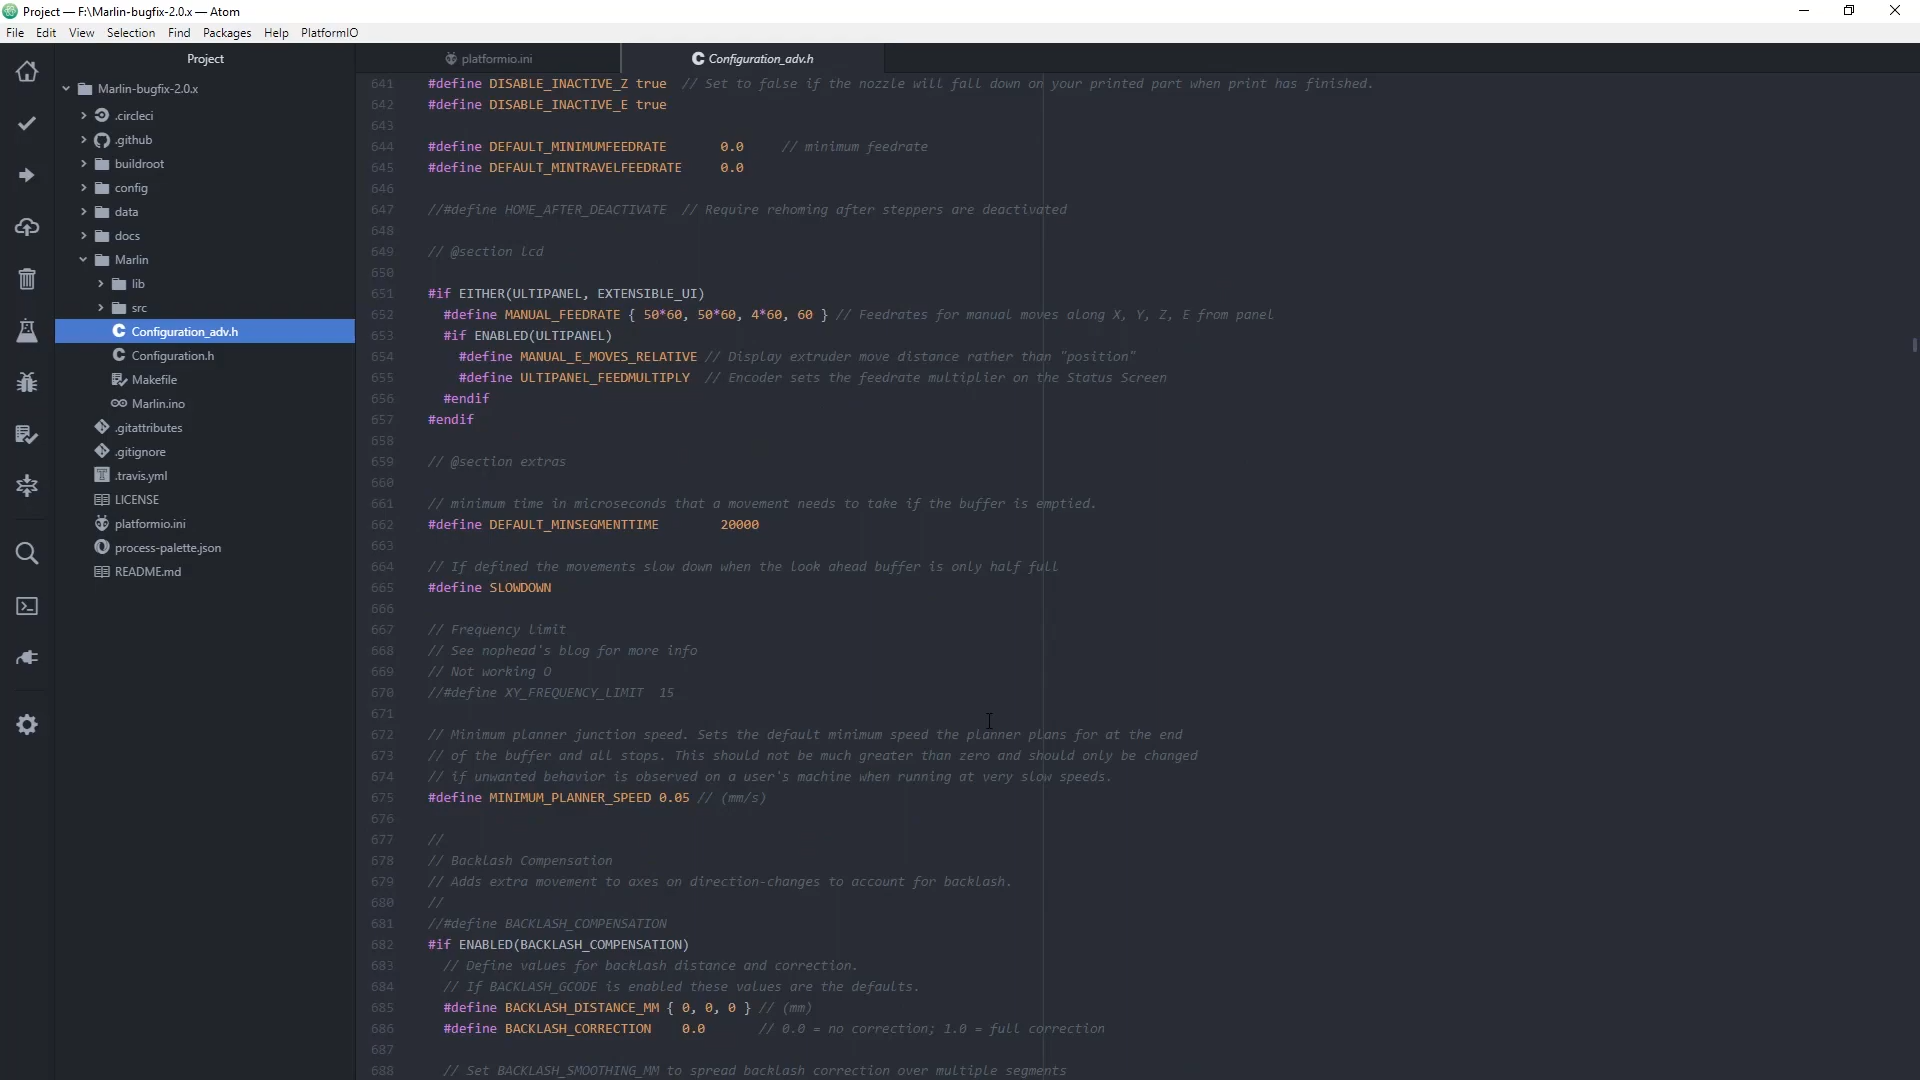 Project — F:\Marlin-bugfix-2.0.x — Atom
File Edit View Selection Find Packages Help PlatformIO
Project
Marlin-bugfix-2.0.x
.circleci
.github
buildroot
config
data
docs
Marlin
lib
src
Configuration_adv.h
Configuration.h
Makefile
Marlin.ino
.gitattributes
.gitignore
.travis.yml
LICENSE
platformio.ini
process-palette.json
README.md
platformio.ini Configuration_adv.h
641 #define DISABLE_INACTIVE_Z true // Set to false if the nozzle will fall down on your printed part when print has finished.
642 #define DISABLE_INACTIVE_E true
643
644 #define DEFAULT_MINIMUMFEEDRATE 0.0 // minimum feedrate
645 #define DEFAULT_MINTRAVELFEEDRATE 0.0
646
647 //#define HOME_AFTER_DEACTIVATE // Require rehoming after steppers are deactivated
648
649 // @section lcd
650
651 #if EITHER(ULTIPANEL, EXTENSIBLE_UI)
652 #define MANUAL_FEEDRATE { 50*60, 50*60, 4*60, 60 } // Feedrates for manual moves along X, Y, Z, E from panel
653 #if ENABLED(ULTIPANEL)
654 #define MANUAL_E_MOVES_RELATIVE // Display extruder move distance rather than "position"
655 #define ULTIPANEL_FEEDMULTIPLY // Encoder sets the feedrate multiplier on the Status Screen
656 #endif
657 #endif
658
659 // @section extras
660
661 // minimum time in microseconds that a movement needs to take if the buffer is emptied.
662 #define DEFAULT_MINSEGMENTTIME 20000
663
664 // If defined the movements slow down when the look ahead buffer is only half full
665 #define SLOWDOWN
666
667 // Frequency limit
668 // See nophead's blog for more info
669 // Not working O
670 //#define XY_FREQUENCY_LIMIT 15
671
672 // Minimum planner junction speed. Sets the default minimum speed the planner plans for at the end
673 // of the buffer and all stops. This should not be much greater than zero and should only be changed
674 // if unwanted behavior is observed on a user's machine when running at very slow speeds.
675 #define MINIMUM_PLANNER_SPEED 0.05 // (mm/s)
676
677 //
678 // Backlash Compensation
679 // Adds extra movement to axes on direction-changes to account for backlash.
680 //
681 //#define BACKLASH_COMPENSATION
682 #if ENABLED(BACKLASH_COMPENSATION)
683 // Define values for backlash distance and correction.
684 // If BACKLASH_GCODE is enabled these values are the defaults.
685 #define BACKLASH_DISTANCE_MM { 0, 0, 0 } // (mm)
686 #define BACKLASH_CORRECTION 0.0 // 0.0 = no correction; 1.0 = full correction
687
688 // Set BACKLASH_SMOOTHING_MM to spread backlash correction over multiple segments